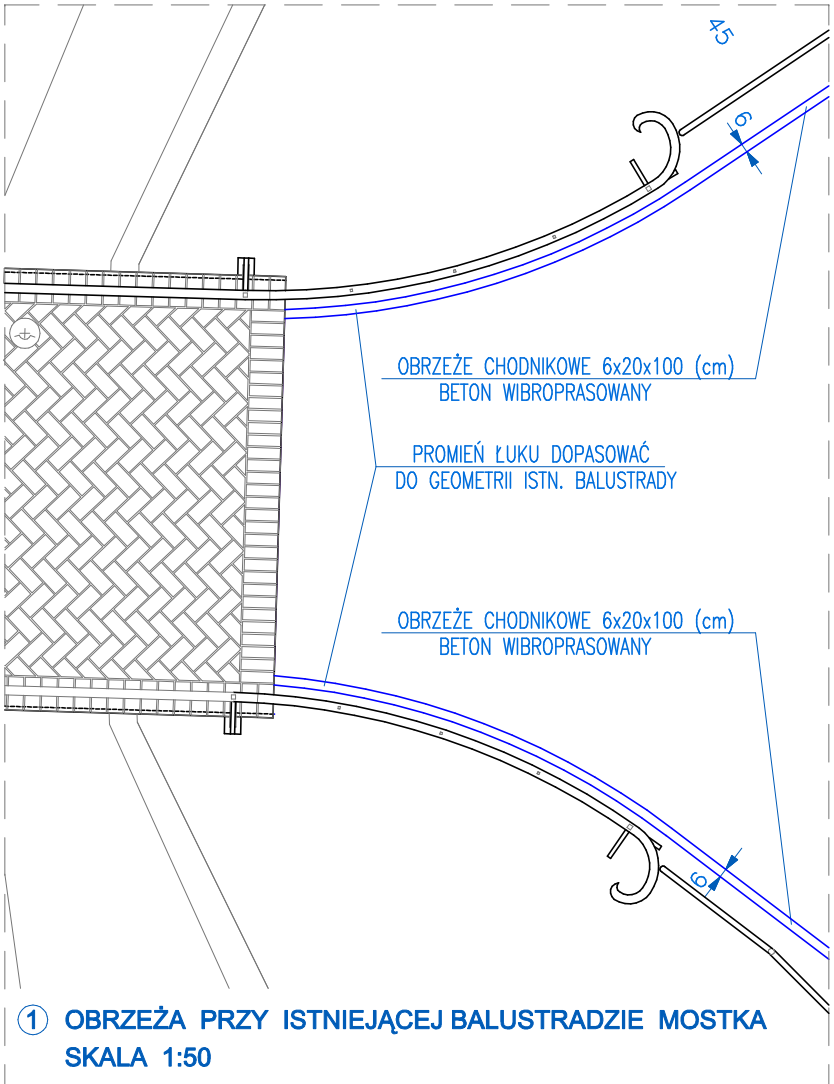 45
6
OBRZEŻE CHODNIKOWE 6x20x100 (cm)
BETON WIBROPRASOWANY
PROMIEŃ ŁUKU DOPASOWAĆ
DO GEOMETRII ISTN. BALUSTRADY
OBRZEŻE CHODNIKOWE 6x20x100 (cm)
BETON WIBROPRASOWANY
6
1 OBRZEŻA PRZY ISTNIEJĄCEJ BALUSTRADZIE MOSTKA
SKALA 1:50